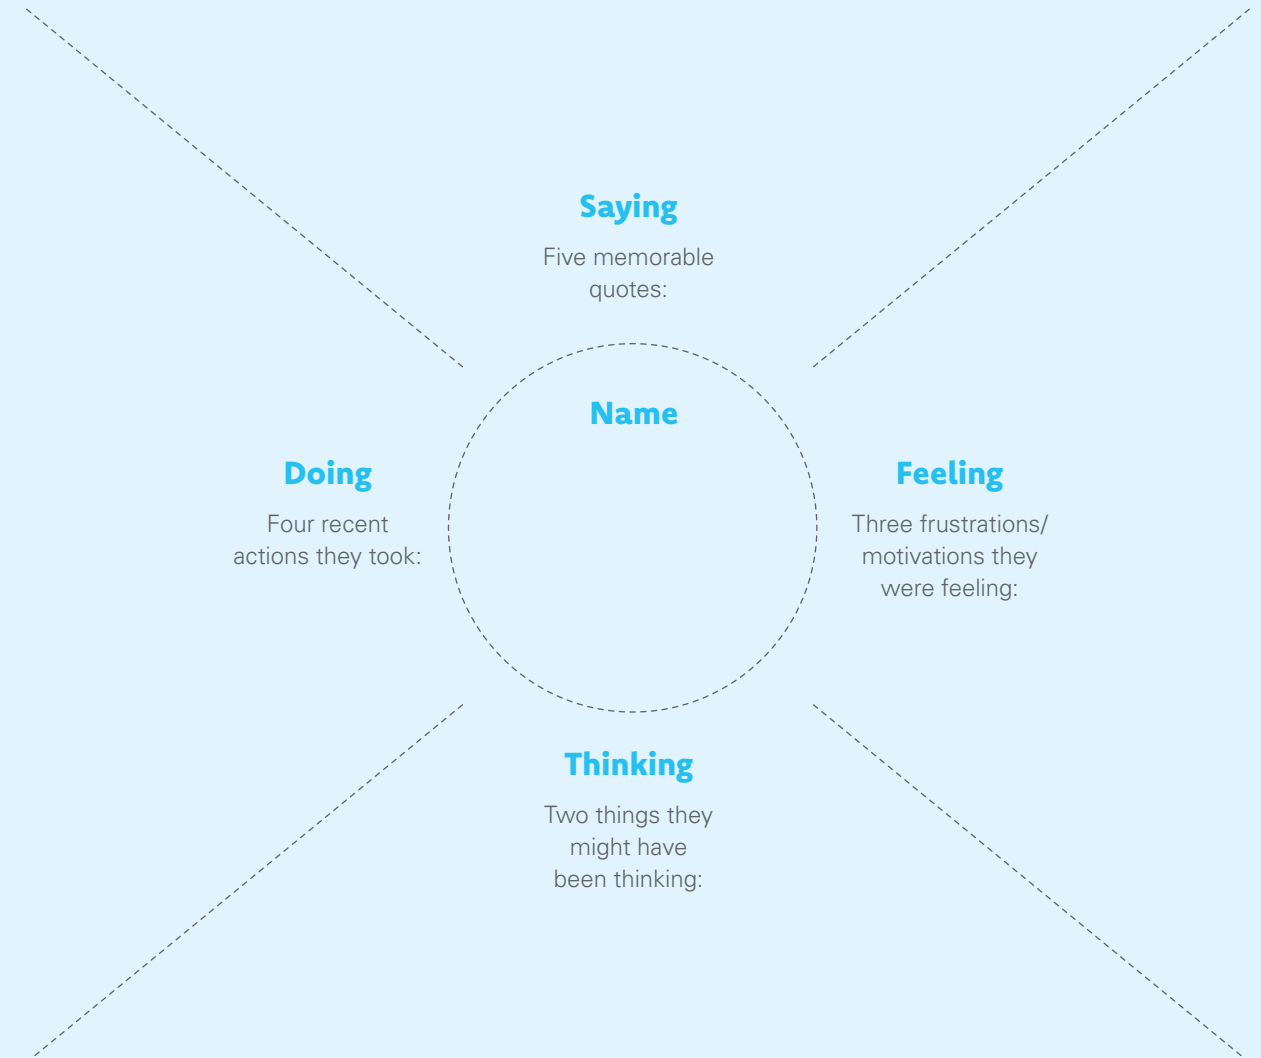 Saying
Five memorable
quotes:
Name
Doing
Four recent
actions they took:
Feeling
Three frustrations/
motivations they
were feeling:
Thinking
Two things they
might have
been thinking: